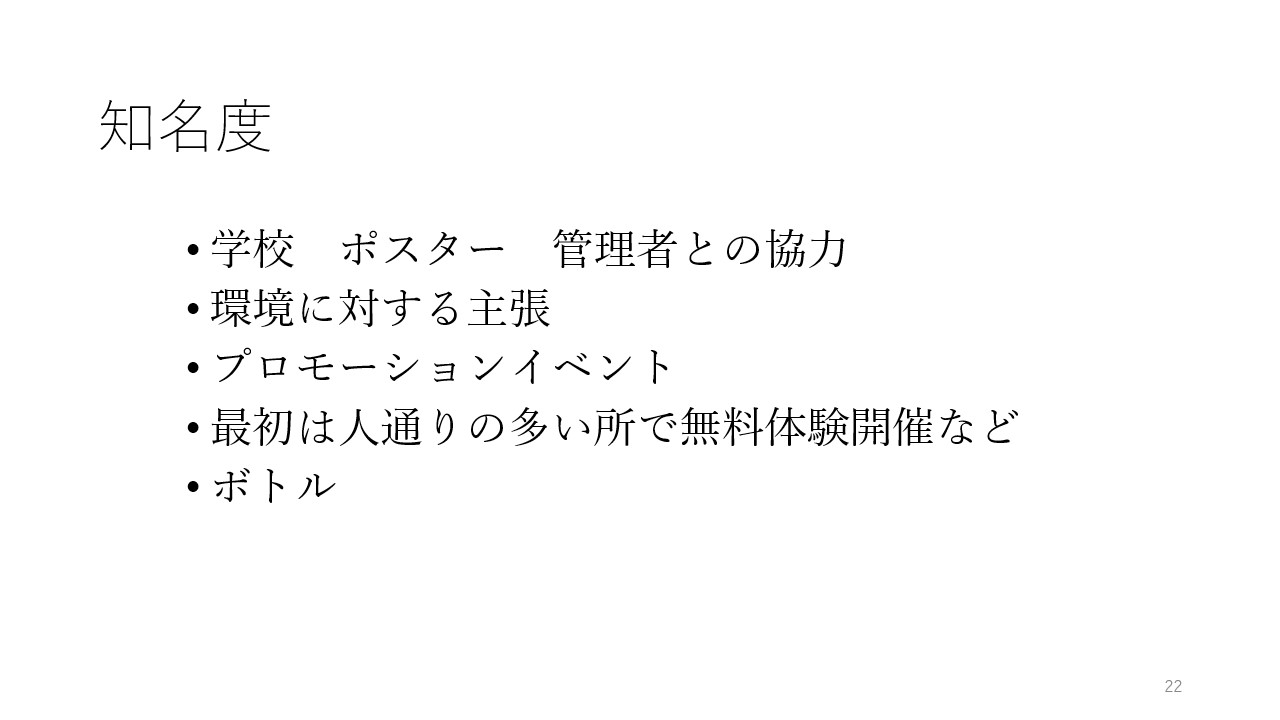 知名度
• 学校　ポスター　管理者との協力
• 環境に対する主張
• プロモーションイベント
• 最初は人通りの多い所で無料体験開催など
• ボトル
22